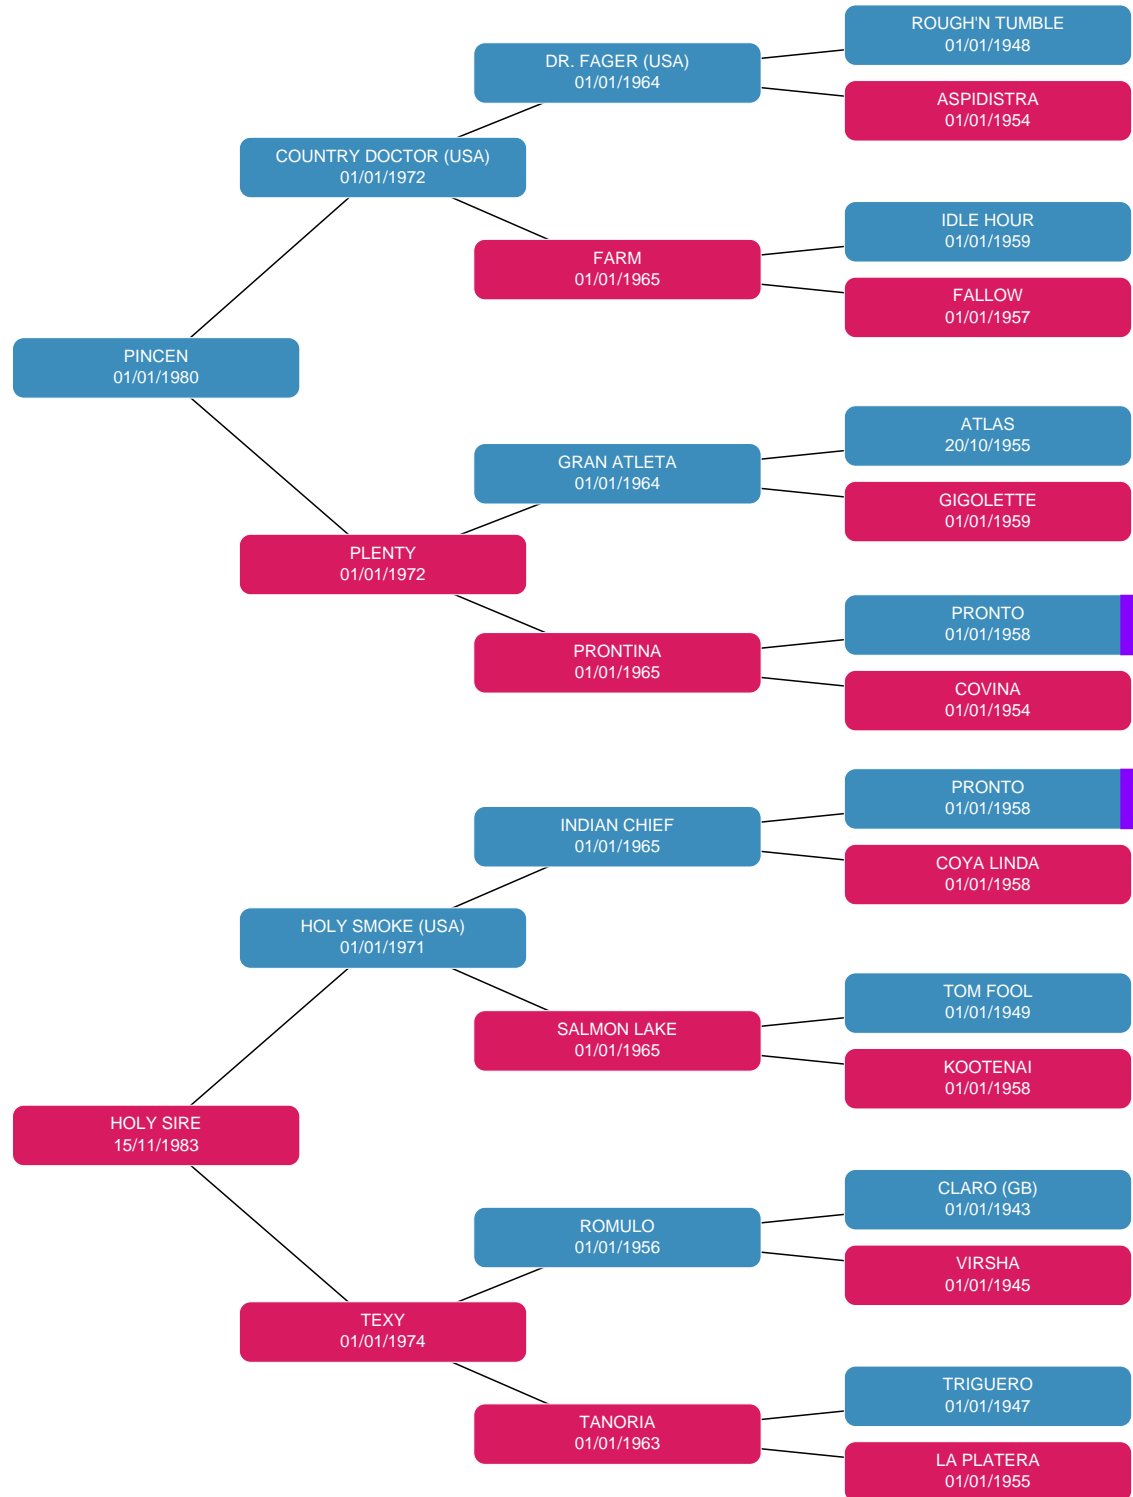 ROUGH'N TUMBLE
01/01/1948
DR. FAGER (USA)
01/01/1964
ASPIDISTRA
01/01/1954
COUNTRY DOCTOR (USA)
01/01/1972
IDLE HOUR
01/01/1959
FARM
01/01/1965
FALLOW
01/01/1957
PINCEN
01/01/1980
ATLAS
20/10/1955
GRAN ATLETA
01/01/1964
GIGOLETTE
01/01/1959
PLENTY
01/01/1972
PRONTO
01/01/1958
PRONTINA
01/01/1965
COVINA
01/01/1954
PRONTO
01/01/1958
INDIAN CHIEF
01/01/1965
COYA LINDA
01/01/1958
HOLY SMOKE (USA)
01/01/1971
TOM FOOL
01/01/1949
SALMON LAKE
01/01/1965
KOOTENAI
01/01/1958
HOLY SIRE
15/11/1983
CLARO (GB)
01/01/1943
ROMULO
01/01/1956
VIRSHA
01/01/1945
TEXY
01/01/1974
TRIGUERO
01/01/1947
TANORIA
01/01/1963
LA PLATERA
01/01/1955